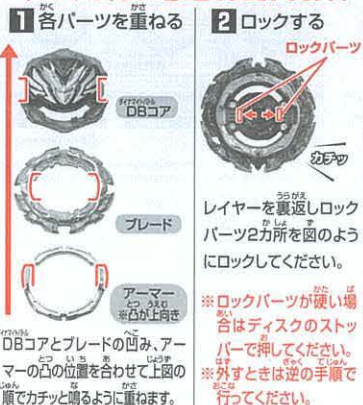 1 各パーツを重ねる
DBコア
ブレード
アーマー
※凸が上向き
DBコアとブレードの凹み、アー
マーの凸の位置を合わせて上図の
順でカチッと鳴るように重ねます。
2 ロックする
ロックパーツ
カチッ
レイヤーを裏返しロック
パーツ2カ所を図のよう
にロックしてください。
※ロックパーツが硬い場
合はディスクのストッ
パーで押してください。
※外すときは逆の手順で
行ってください。